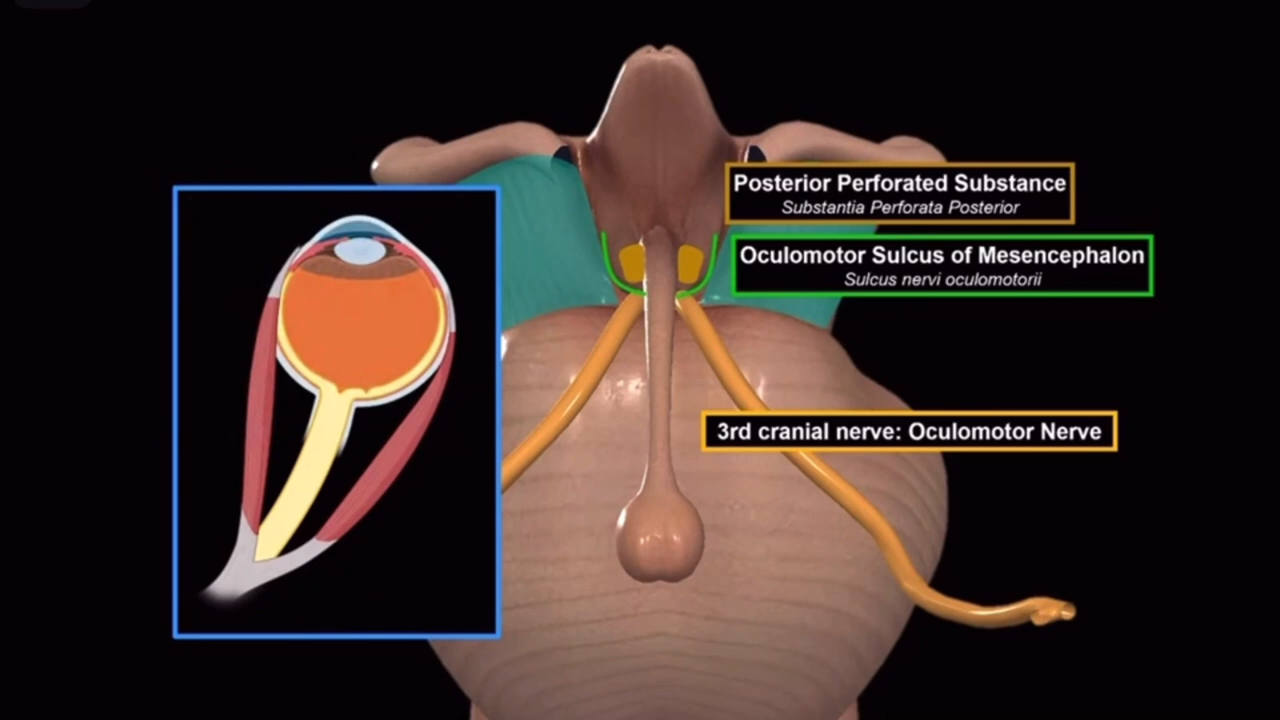 Posterior Perforated Substance
Substantia Perforata Posterior
Oculomotor Sulcus of Mesencephalon
Sulcus nervi oculomotorii
3rd cranial nerve: Oculomotor Nerve